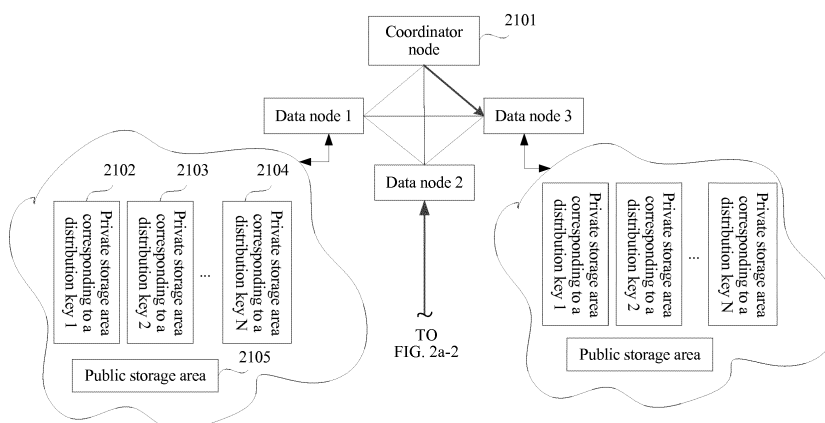 2101
Coordinator
node
Data node 1
Data node 3
Data node 2
2102
2103
2104
Private storage area
corresponding to a
distribution key 1
Private storage area
corresponding to a
distribution key 2
...
Private storage area
corresponding to a
distribution key N
2105
Public storage area
TO
FIG. 2a-2
Private storage area
corresponding to a
distribution key 1
Private storage area
corresponding to a
distribution key 2
...
Private storage area
corresponding to a
distribution key N
Public storage area